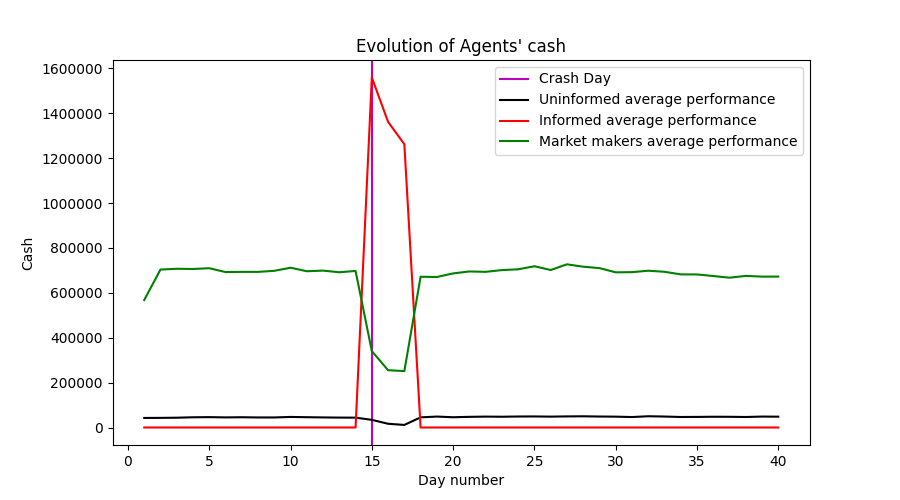 Evolution of Agents' cash
Crash Day
Uninformed average performance
Informed average performance
Market makers average performance
Cash
1600000
1400000
1200000
1000000
800000
600000
400000
200000
0
0 5 10 15 20 25 30 35 40
Day number